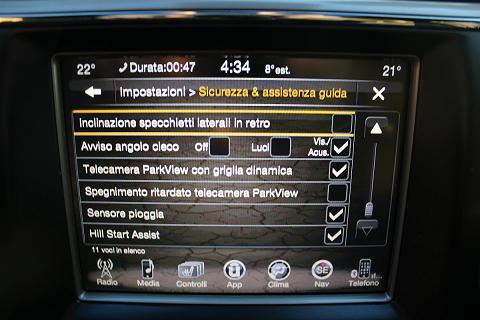 22° Durata:00:47 4:34 8°est. 21°
Impostazioni > Sicurezza & assistenza guida
Inclinazione specchietti laterali in retro
Avviso angolo cieco Off Luci Vis./
Acus.
Telecamera ParkView con griglia dinamica
Spegnimento ritardato telecamera ParkView
Sensore pioggia
Hill Start Assist
11 voci in elenco
SE
Radio Media Controlli App Clima Nav Telefono